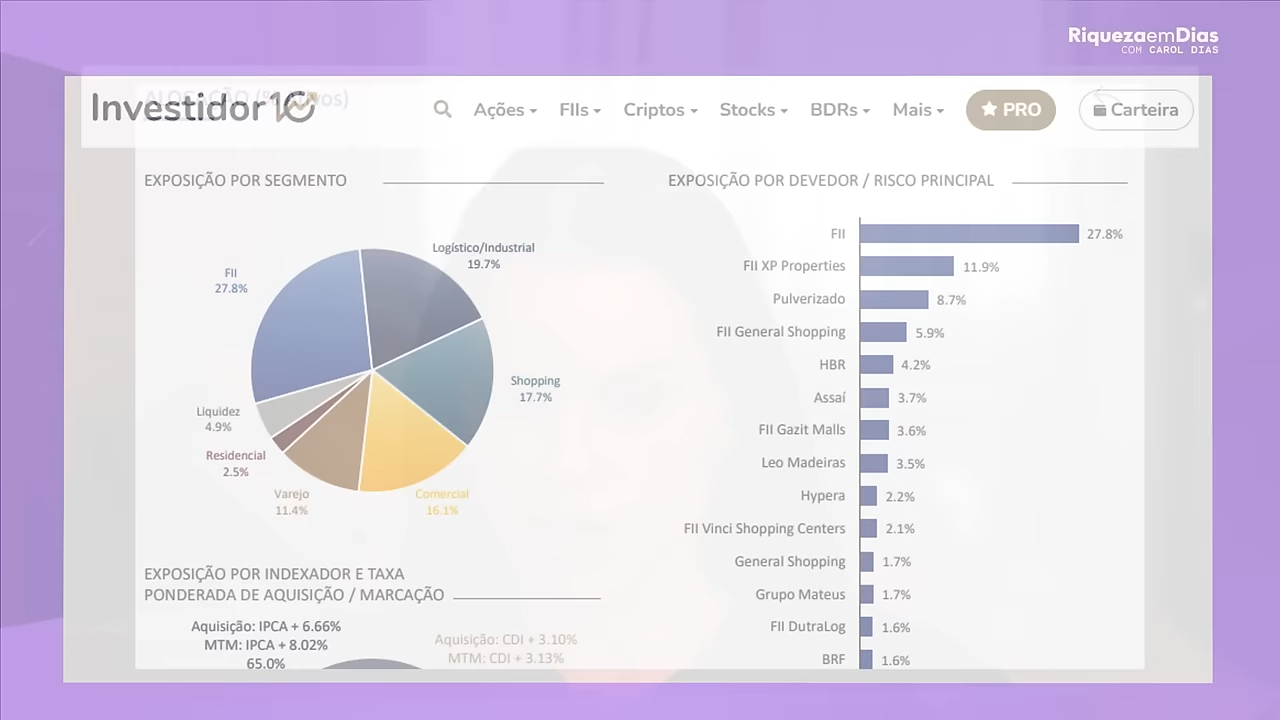 RiquezaemDias
COM CAROL DIAS
Investidor10
Ações
FIIs
Criptos
Stocks
BDRs
Mais
PRO
Carteira
EXPOSIÇÃO POR SEGMENTO
Logístico/Industrial
19.7%
FII
27.8%
Shopping
17.7%
Liquidez
4.9%
Residencial
2.5%
Varejo
11.4%
Comercial
16.1%
EXPOSIÇÃO POR INDEXADOR E TAXA
PONDERADA DE AQUISIÇÃO / MARCAÇÃO
Aquisição: IPCA + 6.66%
MTM: IPCA + 8.02%
65.0%
Aquisição: CDI + 3.10%
MTM: CDI + 3.13%
EXPOSIÇÃO POR DEVEDOR / RISCO PRINCIPAL
FII 27.8%
FII XP Properties 11.9%
Pulverizado 8.7%
FII General Shopping 5.9%
HBR 4.2%
Assaí 3.7%
FII Gazit Malls 3.6%
Leo Madeiras 3.5%
Hypera 2.2%
FII Vinci Shopping Centers 2.1%
General Shopping 1.7%
Grupo Mateus 1.7%
FII DutraLog 1.6%
BRF 1.6%